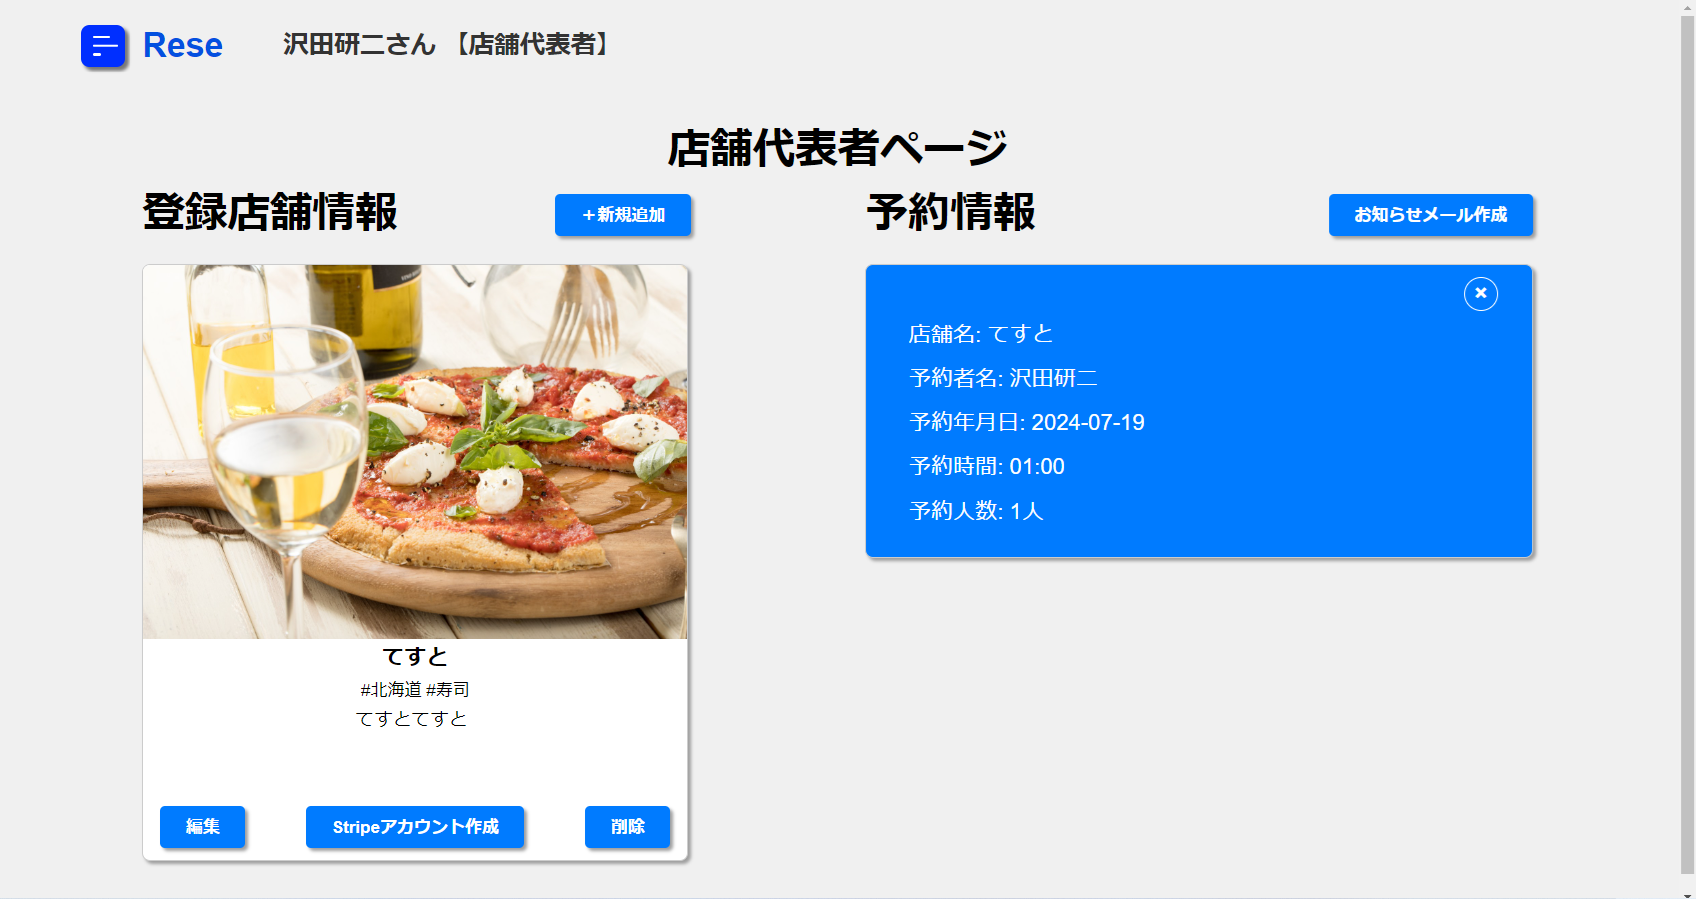 Rese
沢田研二さん 【店舗代表者】
店舗代表者ページ
登録店舗情報
＋新規追加
てすと
#北海道 #寿司
てすとてすと
編集
Stripeアカウント作成
削除
予約情報
お知らせメール作成
店舗名: てすと
予約者名: 沢田研二
予約年月日: 2024-07-19
予約時間: 01:00
予約人数: 1人